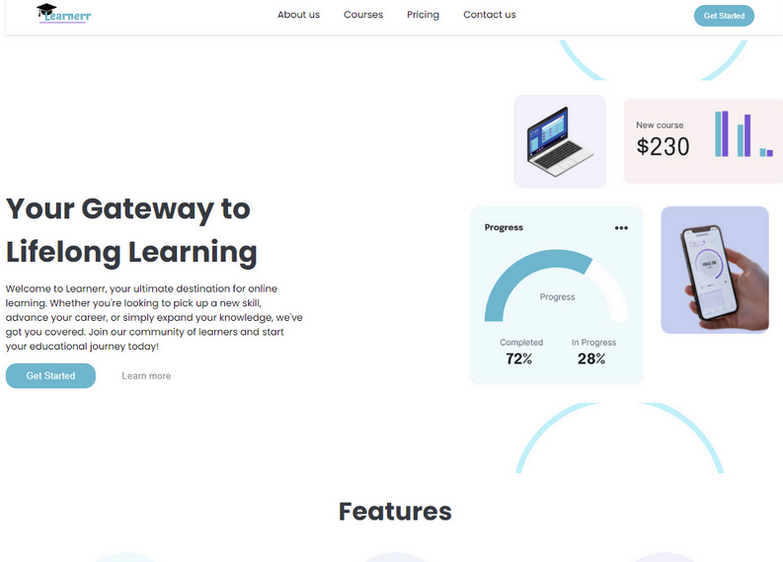 Learnerr
About us
Courses
Pricing
Contact us
Get Started
New course
$230
Your Gateway to
Lifelong Learning
Welcome to Learnerr, your ultimate destination for online
learning. Whether you're looking to pick up a new skill,
advance your career, or simply expand your knowledge, we've
got you covered. Join our community of learners and start
your educational journey today!
Get Started
Learn more
Progress
Progress
Completed
In Progress
72%
28%
Features